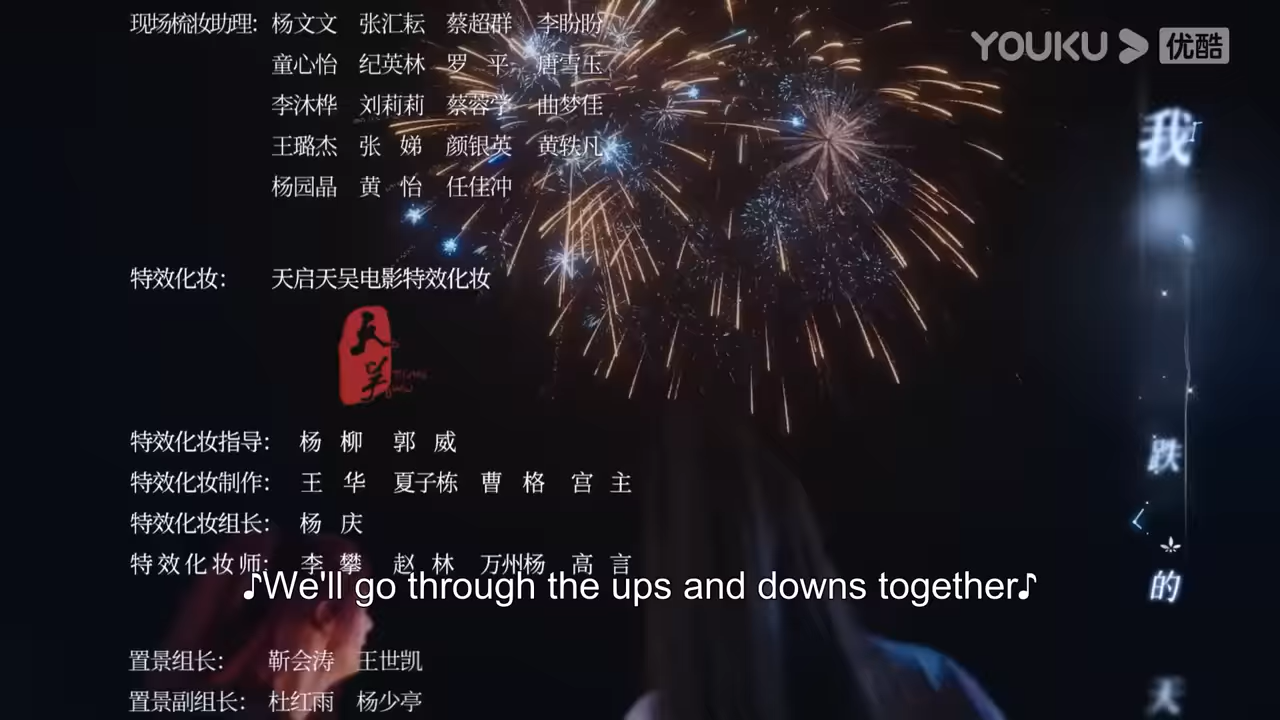 现场梳妆助理： 杨文文 张汇耘 蔡超群 李盼盼
童心怡 纪英林 罗 平 唐雪玉
李沐桦 刘莉莉 蔡蓉学 曲梦佳
王璐杰 张 娣 颜银英 黄轶凡
杨园晶 黄 怡 任佳冲
特效化妆： 天启天吴电影特效化妆
天吴
特效化妆指导： 杨 柳 郭 威
特效化妆制作： 王 华 夏子栋 曹 格 宫 主
特效化妆组长： 杨 庆
特效化妆师： 李 攀 赵 林 万州杨 高 言
♪We'll go through the ups and downs together♪
置景组长： 靳会涛 王世凯
置景副组长： 杜红雨 杨少亭
YOUKU 优酷
我
跌
的
天